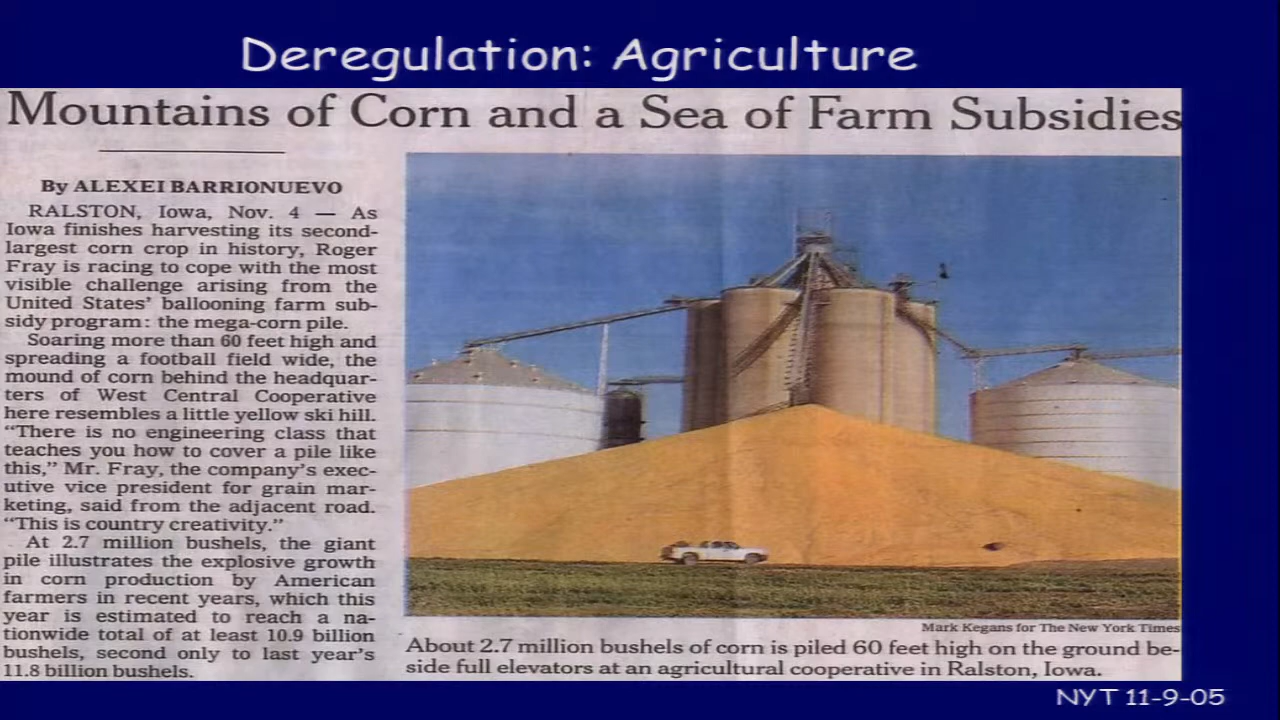 Deregulation: Agriculture
Mountains of Corn and a Sea of Farm Subsidies
By ALEXEI BARRIONUEVO
RALSTON, Iowa, Nov. 4 — As
Iowa finishes harvesting its second-
largest corn crop in history, Roger
Fray is racing to cope with the most
visible challenge arising from the
United States' ballooning farm sub-
sidy program: the mega-corn pile.
Soaring more than 60 feet high and
spreading a football field wide, the
mound of corn behind the headquar-
ters of West Central Cooperative
here resembles a little yellow ski hill.
"There is no engineering class that
teaches you how to cover a pile like
this," Mr. Fray, the company's exec-
utive vice president for grain mar-
keting, said from the adjacent road.
"This is country creativity."
At 2.7 million bushels, the giant
pile illustrates the explosive growth
in corn production by American
farmers in recent years, which this
year is estimated to reach a na-
tionwide total of at least 10.9 billion
bushels, second only to last year's
11.8 billion bushels.
Mark Kegans for The New York Times
About 2.7 million bushels of corn is piled 60 feet high on the ground be-
side full elevators at an agricultural cooperative in Ralston, Iowa.
NYT 11-9-05